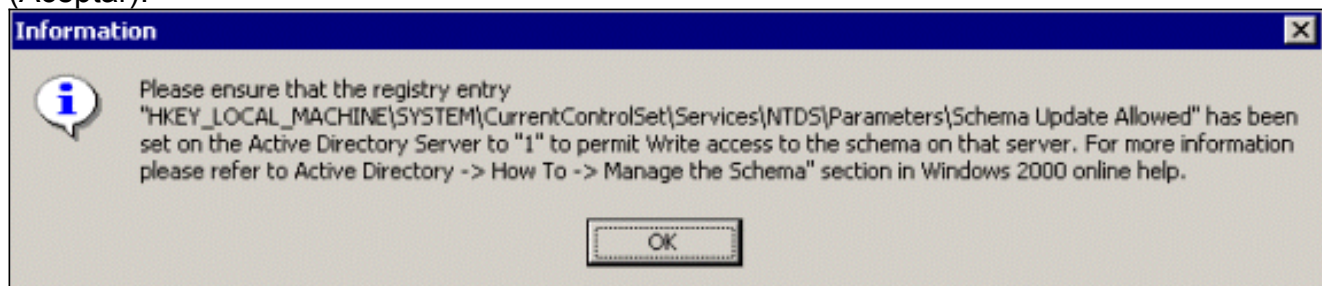 (Aceptar).
Information
Please ensure that the registry entry
"HKEY_LOCAL_MACHINE\SYSTEM\CurrentControlSet\Services\NTDS\Parameters\Schema Update Allowed" has been
set on the Active Directory Server to "1" to permit Write access to the schema on that server. For more information
please refer to Active Directory -> How To -> Manage the Schema" section in Windows 2000 online help.
OK